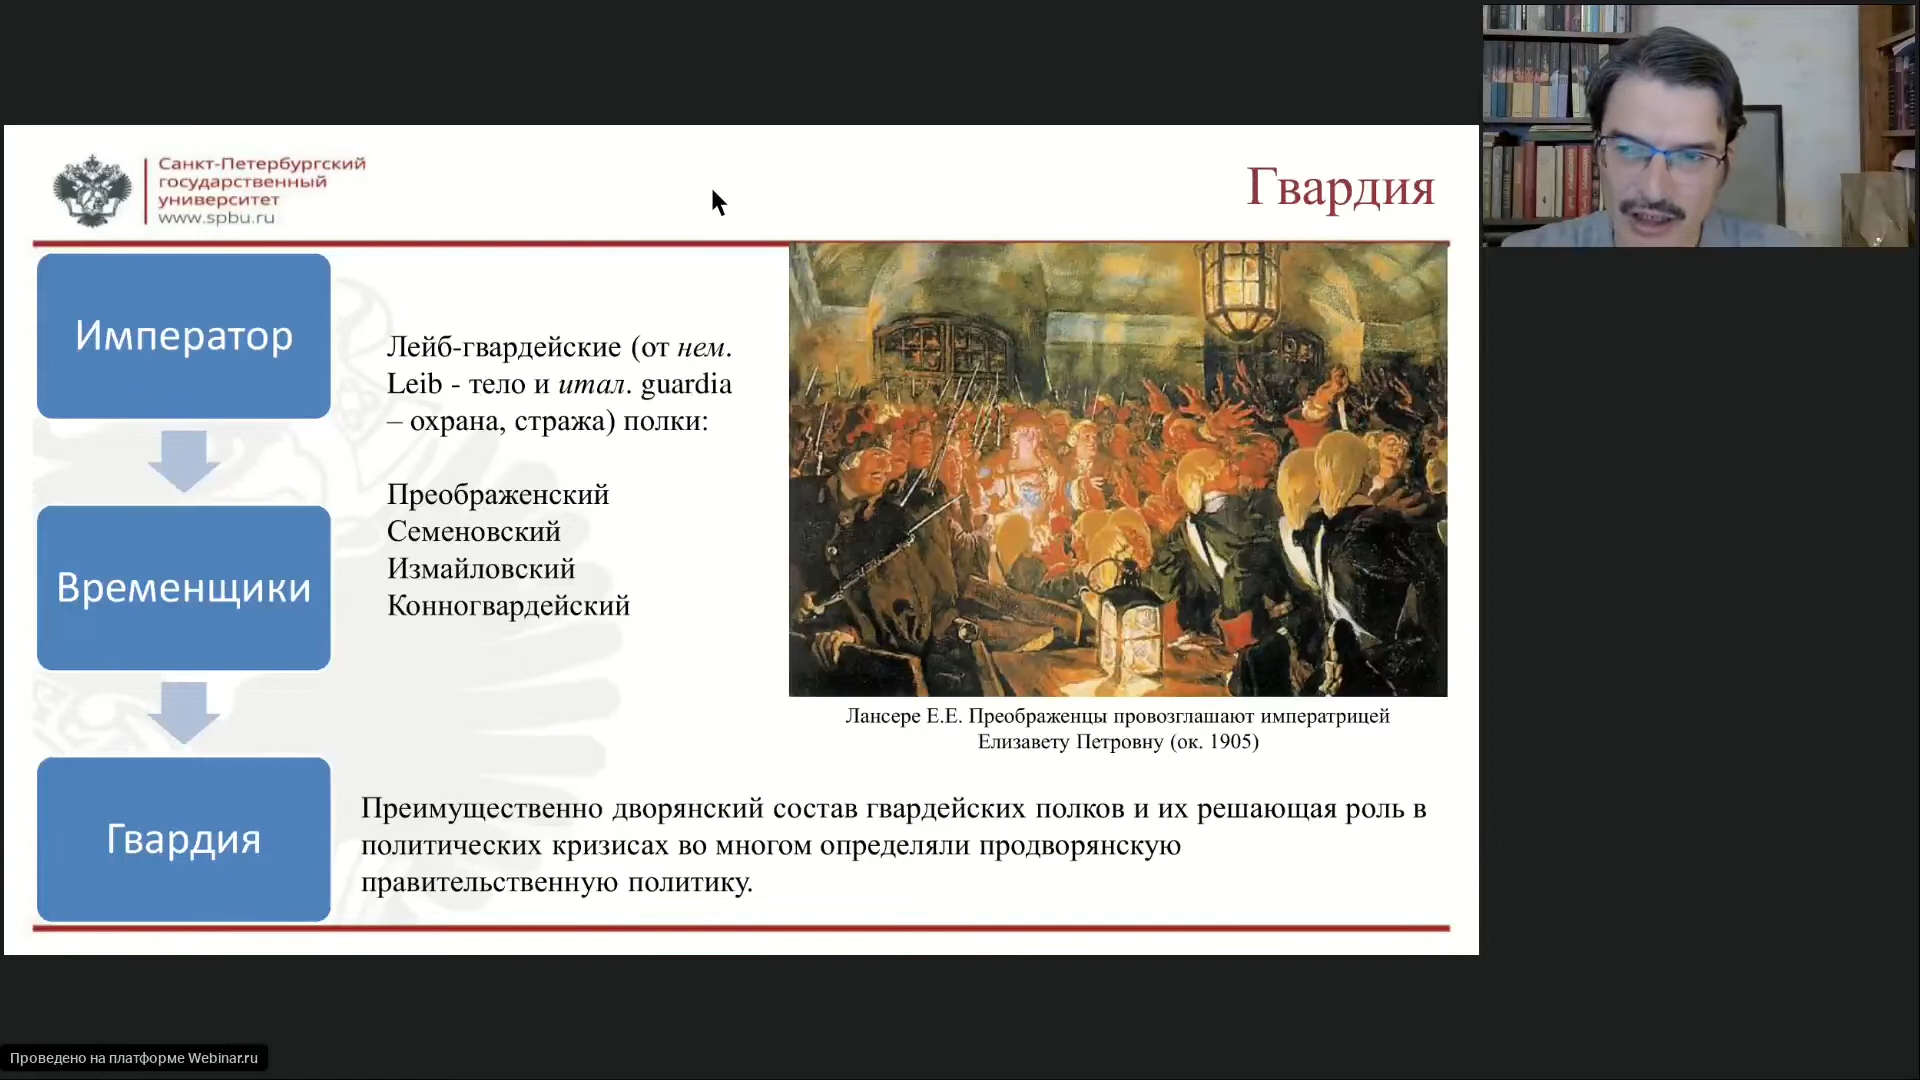 Санкт-Петербургский
государственный
университет
www.spbu.ru
Гвардия
Император
Временщики
Гвардия
Лейб-гвардейские (от нем.
Leib - тело и итал. guardia
– охрана, стража) полки:
Преображенский
Семеновский
Измайловский
Конногвардейский
Лансере Е.Е. Преображенцы провозглашают императрицей
Елизавету Петровну (ок. 1905)
Преимущественно дворянский состав гвардейских полков и их решающая роль в
политических кризисах во многом определяли продворянскую
правительственную политику.
Проведено на платформе Webinar.ru